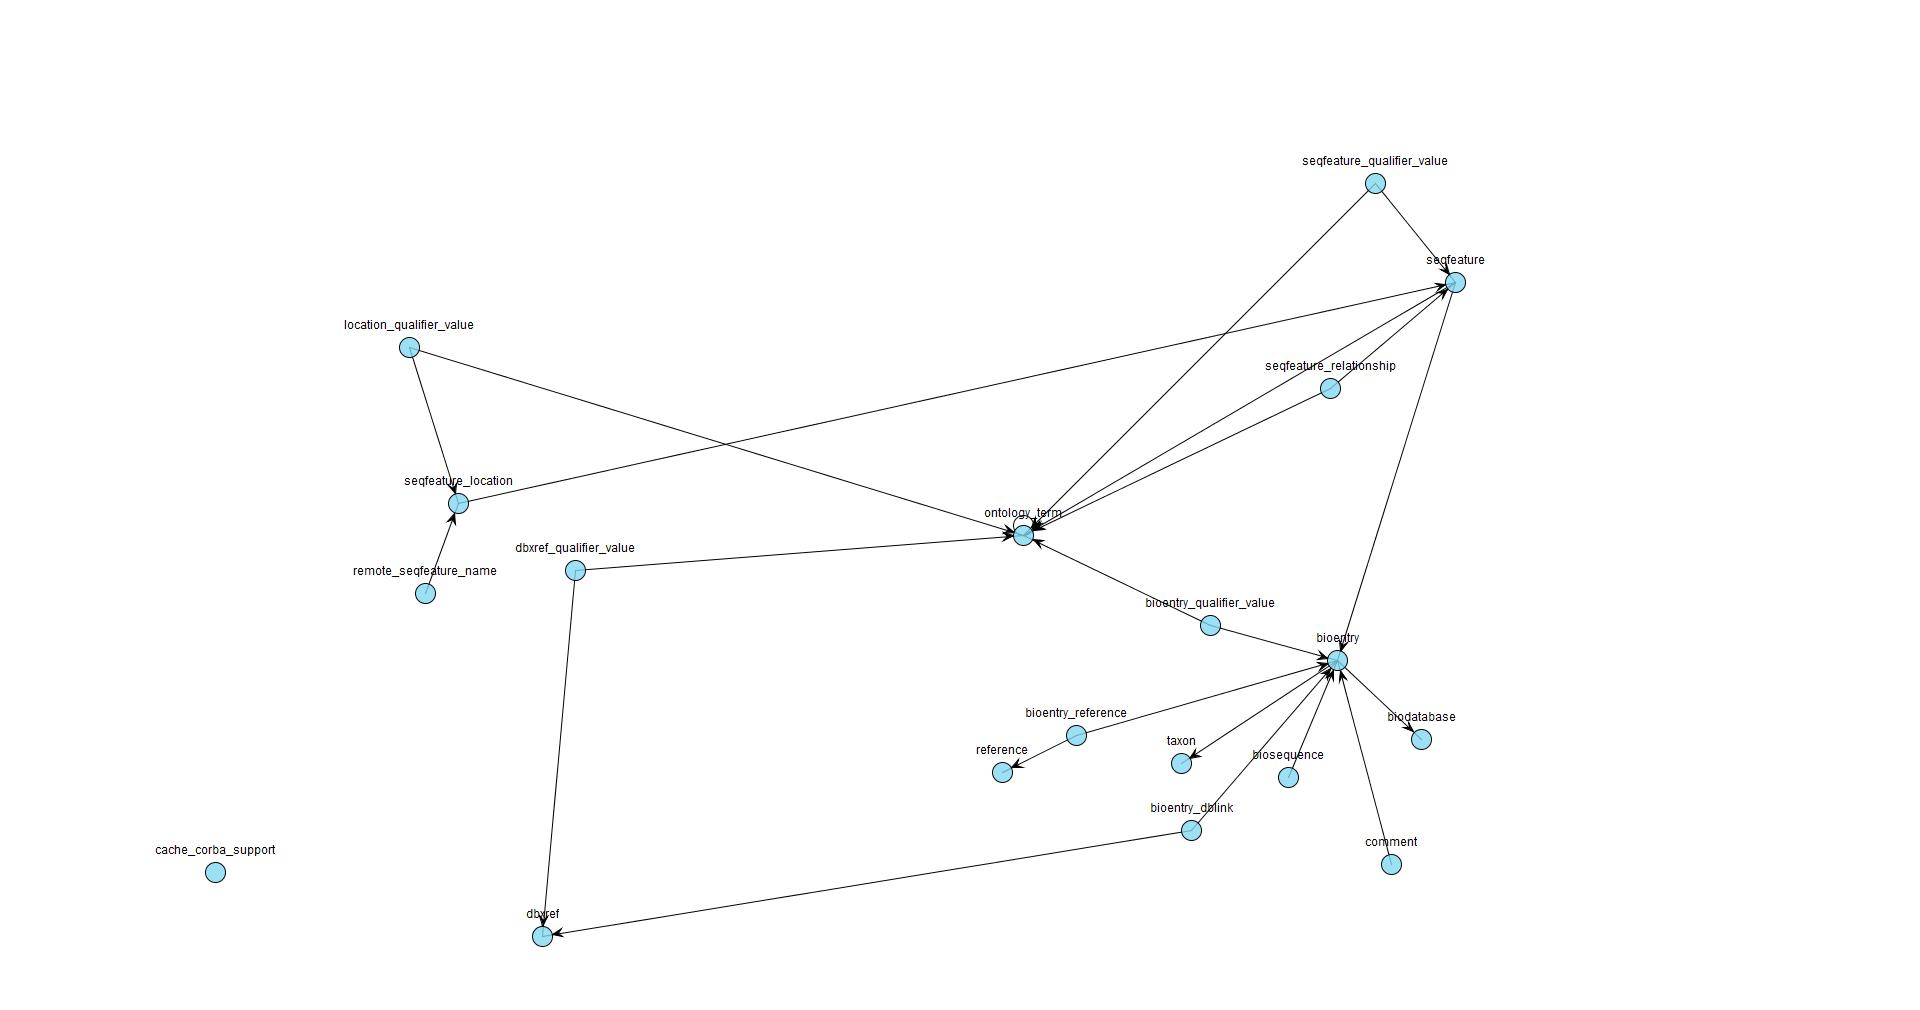 seqfeature_qualifier_value
seqfeature
location_qualifier_value
seqfeature_relationship
seqfeature_location
ontology_term
dbxref_qualifier_value
remote_seqfeature_name
bioentry_qualifier_value
bioentry
bioentry_reference
biodatabase
taxon
reference
biosequence
bioentry_dblink
comment
cache_corba_support
dbxref